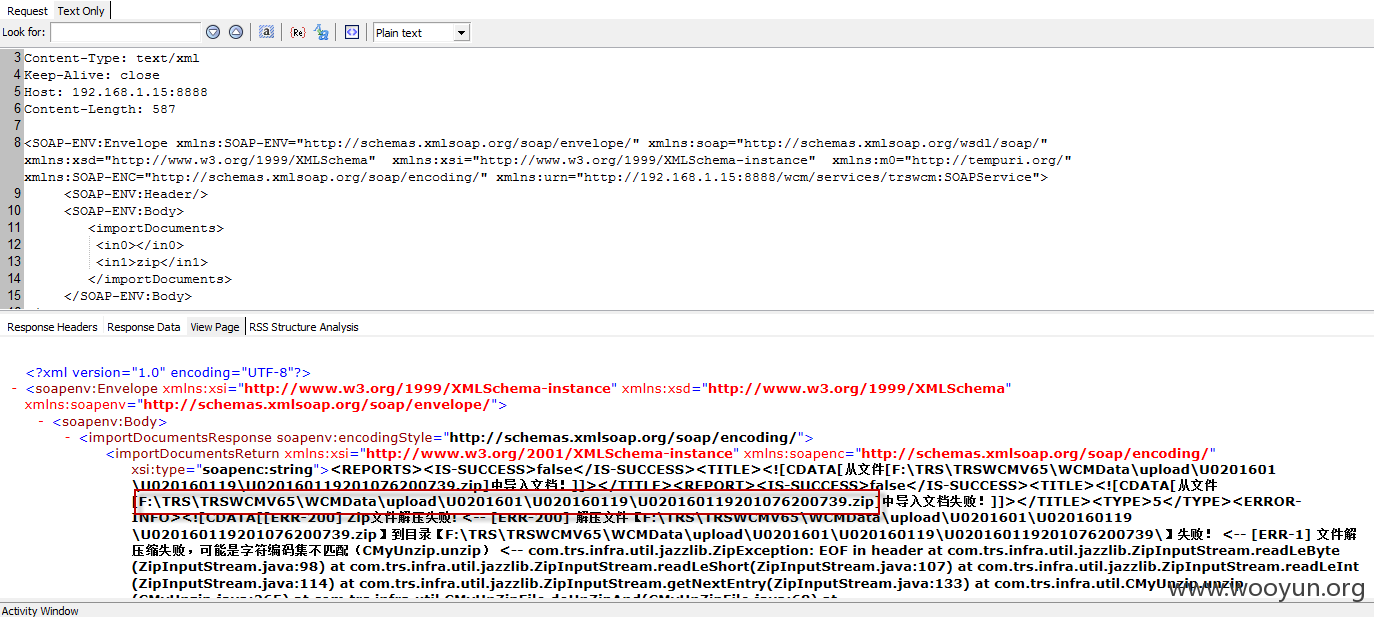 Request Text Only
Look for: Plain text
3 Content-Type: text/xml
4 Keep-Alive: close
5 Host: 192.168.1.15:8888
6 Content-Length: 587
7
8 <SOAP-ENV:Envelope xmlns:SOAP-ENV="http://schemas.xmlsoap.org/soap/envelope/" xmlns:soap="http://schemas.xmlsoap.org/wsdl/soap/"
xmlns:xsd="http://www.w3.org/1999/XMLSchema" xmlns:xsi="http://www.w3.org/1999/XMLSchema-instance" xmlns:m0="http://tempuri.org/"
xmlns:SOAP-ENC="http://schemas.xmlsoap.org/soap/encoding/" xmlns:urn="http://192.168.1.15:8888/wcm/services/trswcm:SOAPService">
9 <SOAP-ENV:Header/>
10 <SOAP-ENV:Body>
11 <importDocuments>
12 <in0></in0>
13 <in1>zip</in1>
14 </importDocuments>
15 </SOAP-ENV:Body>
Response Headers Response Data View Page RSS Structure Analysis
<?xml version="1.0" encoding="UTF-8"?>
- <soapenv:Envelope xmlns:xsi="http://www.w3.org/1999/XMLSchema-instance" xmlns:xsd="http://www.w3.org/1999/XMLSchema"
xmlns:soapenv="http://schemas.xmlsoap.org/soap/envelope/">
- <soapenv:Body>
- <importDocumentsResponse soapenv:encodingStyle="http://schemas.xmlsoap.org/soap/encoding/">
<importDocumentsReturn xmlns:xsi="http://www.w3.org/2001/XMLSchema-instance" xmlns:soapenc="http://schemas.xmlsoap.org/soap/encoding/"
xsi:type="soapenc:string"><REPORTS><IS-SUCCESS>false</IS-SUCCESS><TITLE><![CDATA[从文件[F:\TRS\TRSWCMV65\WCMData\upload\U0201601
\U020160119\U020160119201076200739.zip]中导入文档！]]></TITLE><REPORT><IS-SUCCESS>false</IS-SUCCESS><TITLE><![CDATA[从文件
[F:\TRS\TRSWCMV65\WCMData\upload\U0201601\U020160119\U020160119201076200739.zip]中导入文档失败！]]></TITLE><TYPE>5</TYPE><ERROR-
INFO><![CDATA[[ERR-200] Zip文件解压失败! <-- [ERR-200] 解压文件【F:\TRS\TRSWCMV65\WCMData\upload\U0201601\U020160119
\U020160119201076200739.zip】到目录【F:\TRS\TRSWCMV65\WCMData\upload\U0201601\U020160119\U020160119201076200739\】失败！ <-- [ERR-1] 文件解
压缩失败，可能是字符编码集不匹配（CMyUnzip.unzip） <-- com.trs.infra.util.jazzlib.ZipException: EOF in header at com.trs.infra.util.jazzlib.ZipInputStream.readLeByte
(ZipInputStream.java:98) at com.trs.infra.util.jazzlib.ZipInputStream.readLeShort(ZipInputStream.java:107) at com.trs.infra.util.jazzlib.ZipInputStream.readLeInt
(ZipInputStream.java:114) at com.trs.infra.util.jazzlib.ZipInputStream.getNextEntry(ZipInputStream.java:133) at com.trs.infra.util.CMyUnzip.unzip
www.wooyun.org
Activity Window